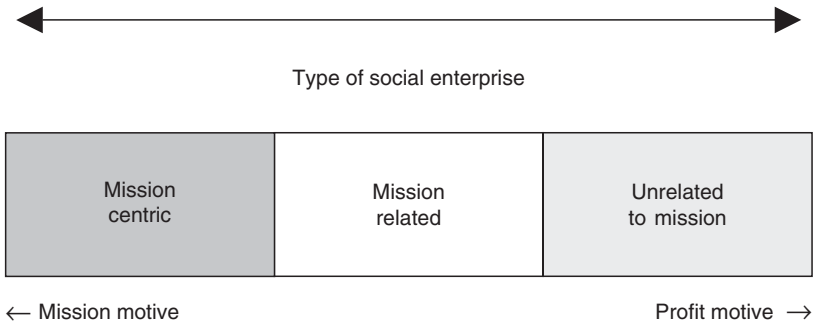 Type of social enterprise
Mission
centric
Mission
related
Unrelated
to mission
← Mission motive
Profit motive →